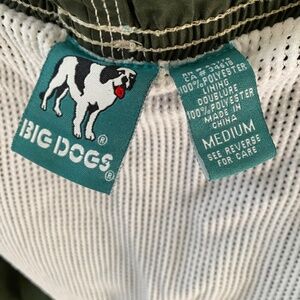 BIG DOGS
®
®
100% POLYESTER
LINING
DOUBLURE
100% POLYESTER
MADE IN
CHINA
MEDIUM
SEE REVERSE
FOR CARE